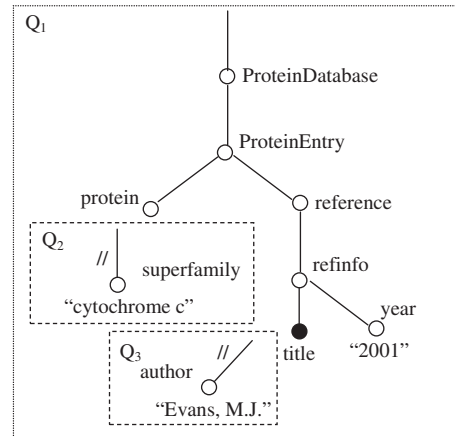 Q1
ProteinDatabase
ProteinEntry
protein
reference
Q2
//
superfamily
refinfo
"cytochrome c"
year
Q3
//
author
title
"2001"
"Evans, M.J."